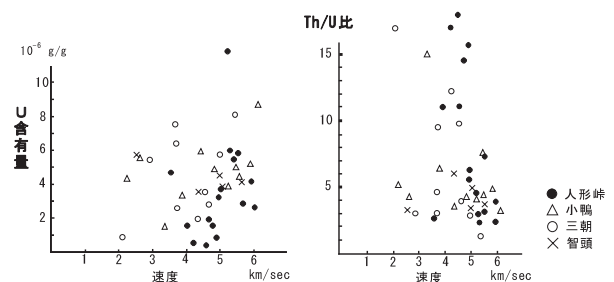 10⁻⁶ g/g
U含有量
10
8
6
4
2
1 2 3 4 5 6
速度 km/sec
Th/U比
15
10
5
1 2 3 4 5 6
速度 km/sec
● 人形峠
△ 小鴨
○ 三朝
× 智頭